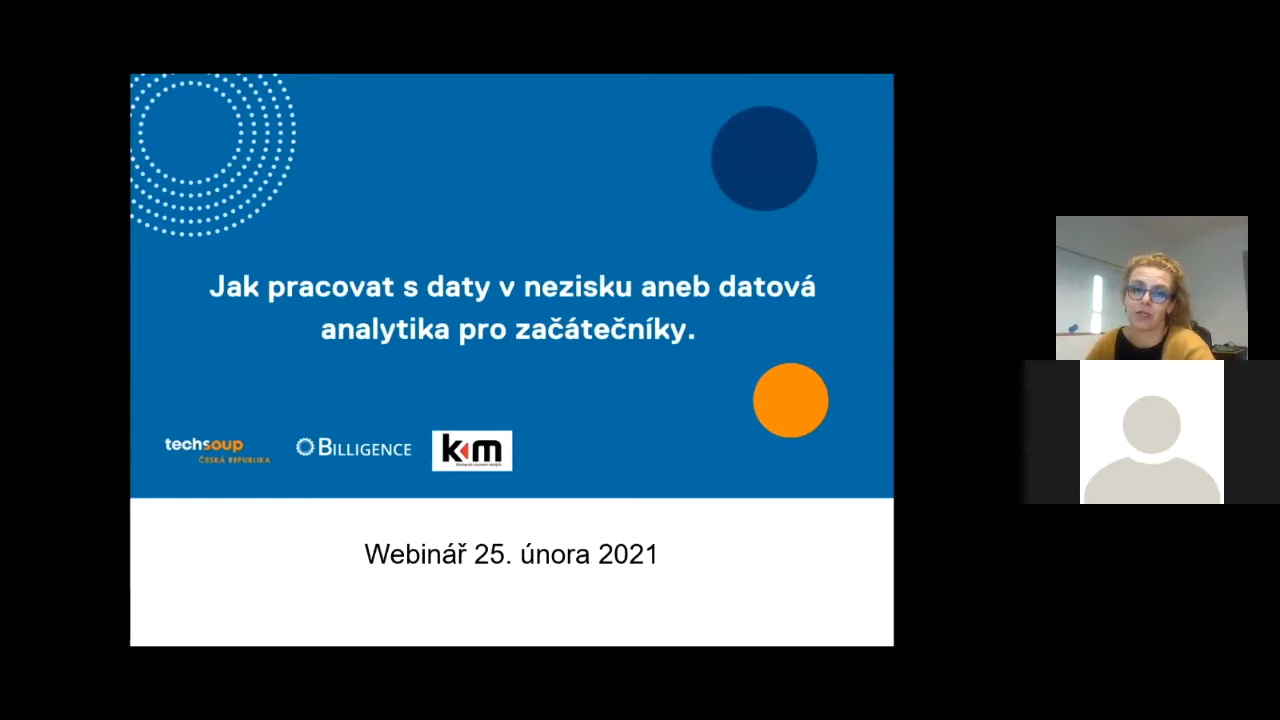 Jak pracovat s daty v nezisku aneb datová
analytika pro začátečníky.
techsoup
ČESKÁ REPUBLIKA
BILLIGENCE
km
Webinář 25. února 2021